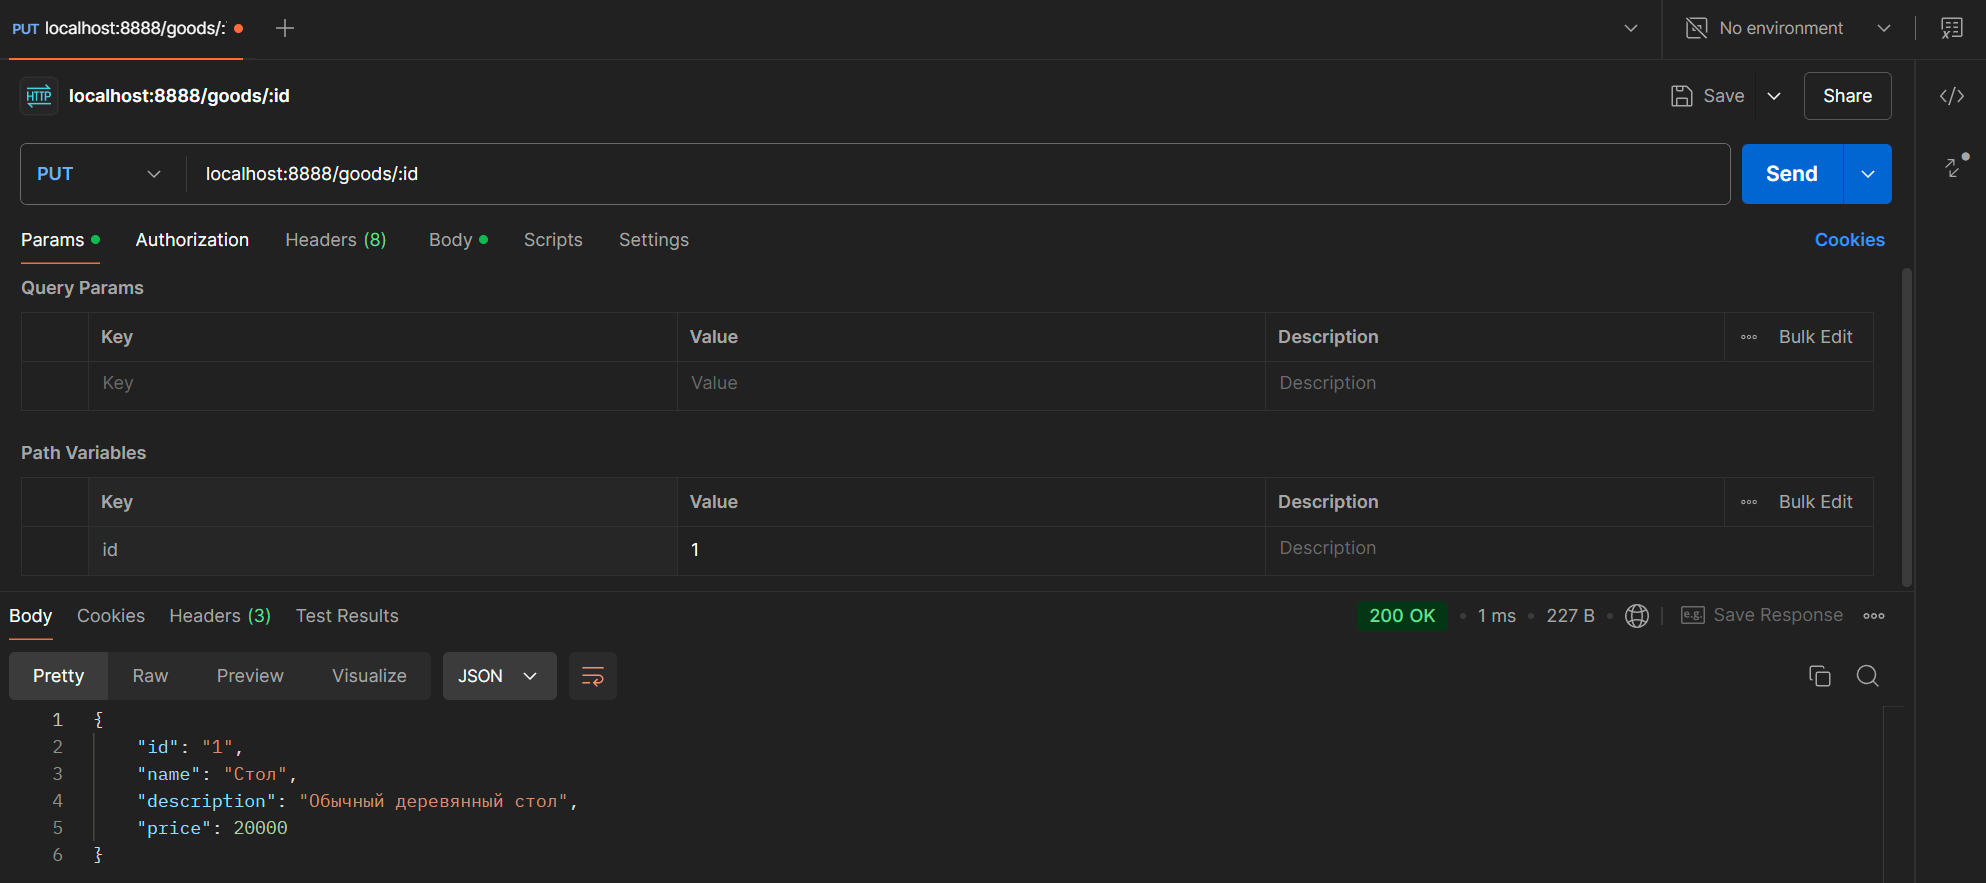 PUT localhost:8888/goods/:
No environment
HTTP localhost:8888/goods/:id
Save
Share
PUT localhost:8888/goods/:id
Send
Params Authorization Headers (8) Body Scripts Settings Cookies
Query Params
Key Value Description Bulk Edit
Key Value Description
Path Variables
Key Value Description Bulk Edit
id 1 Description
Body Cookies Headers (3) Test Results 200 OK 1 ms 227 B e.g. Save Response
Pretty Raw Preview Visualize JSON
1 {
2 "id": "1",
3 "name": "Стол",
4 "description": "Обычный деревянный стол",
5 "price": 20000
6 }